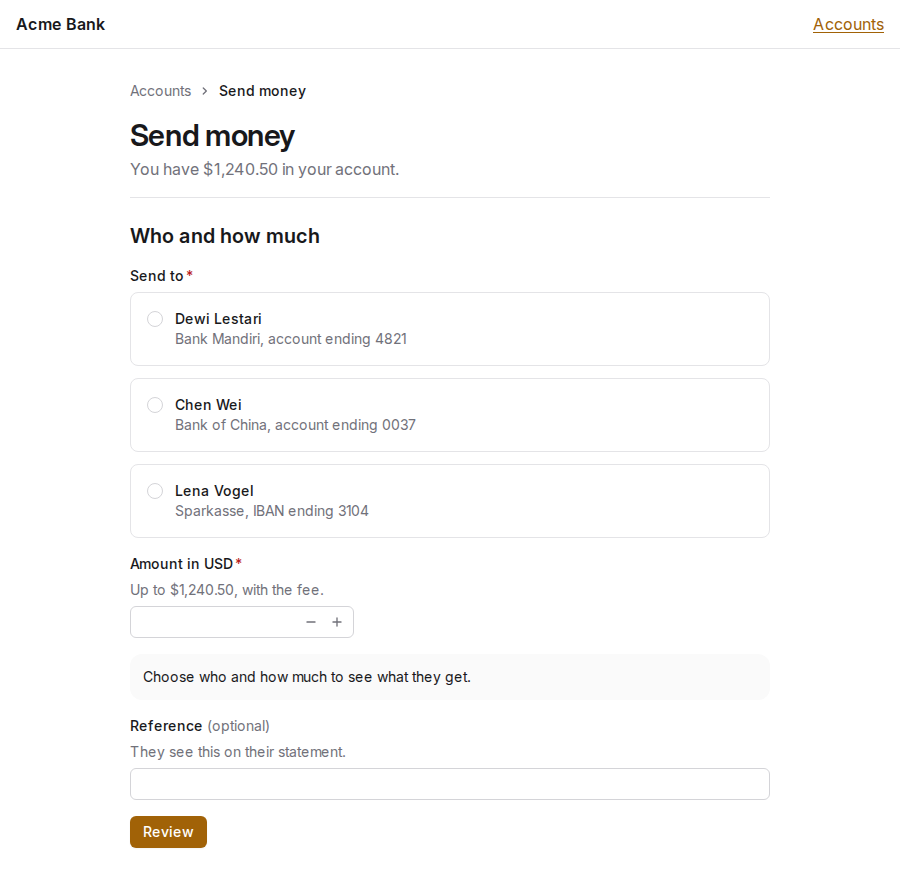 Acme Bank
Accounts
Accounts > Send money
Send money
You have $1,240.50 in your account.
Who and how much
Send to *
Dewi Lestari
Bank Mandiri, account ending 4821
Chen Wei
Bank of China, account ending 0037
Lena Vogel
Sparkasse, IBAN ending 3104
Amount in USD *
Up to $1,240.50, with the fee.
Choose who and how much to see what they get.
Reference (optional)
They see this on their statement.
Review